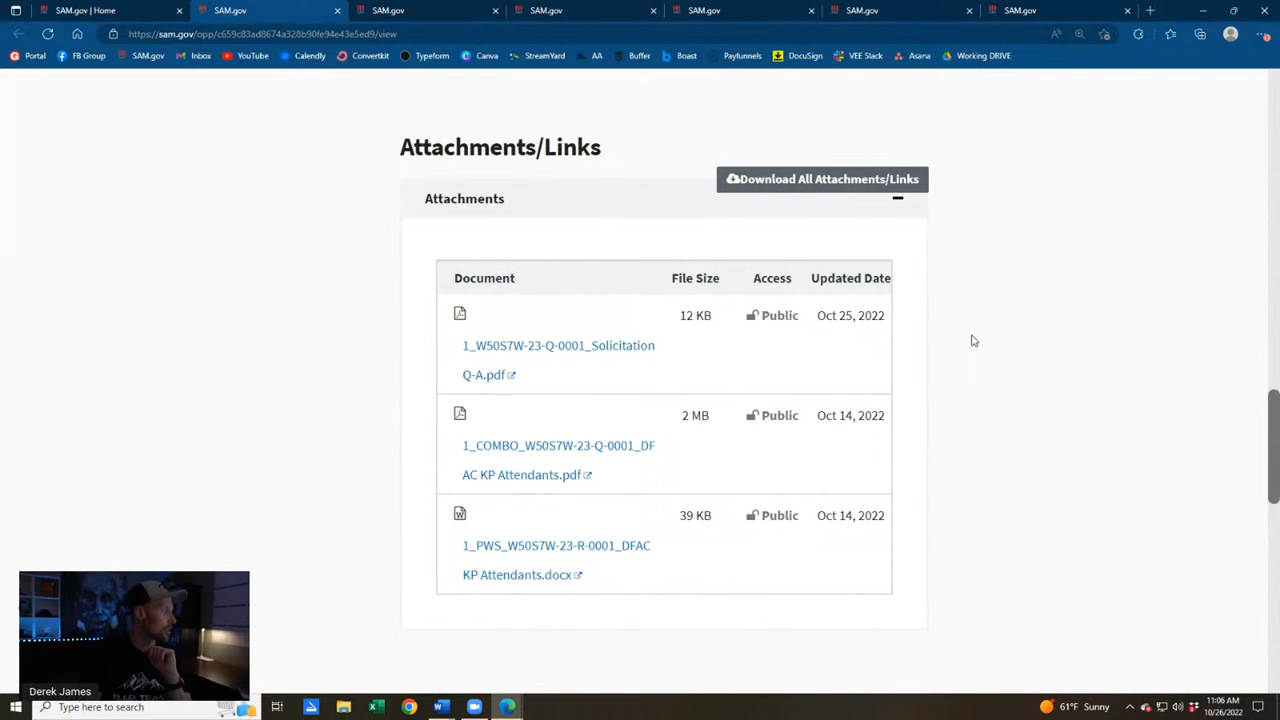 SAM.gov | Home
SAM.gov
SAM.gov
SAM.gov
SAM.gov
SAM.gov
SAM.gov
https://sam.gov/opp/c659c83ad8674a328b90fe94e43e5ed9/view
Portal
FB Group
SAM.gov
Inbox
YouTube
Calendly
Convertkit
Typeform
Canva
StreamYard
AA
Buffer
Boast
Payfunnels
DocuSign
VEE Slack
Asana
Working DRIVE
Attachments/Links
Download All Attachments/Links
Attachments
Document File Size Access Updated Date
12 KB Public Oct 25, 2022
1_W50S7W-23-Q-0001_Solicitation
Q-A.pdf
2 MB Public Oct 14, 2022
1_COMBO_W50S7W-23-Q-0001_DF
AC KP Attendants.pdf
39 KB Public Oct 14, 2022
1_PWS_W50S7W-23-R-0001_DFAC
KP Attendants.docx
Derek James
Type here to search
61°F Sunny
11:06 AM
10/26/2022